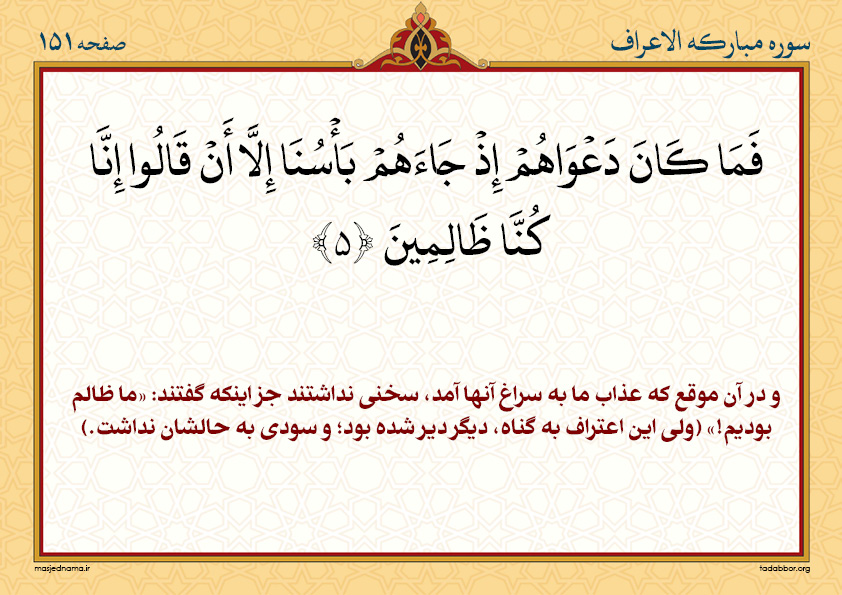 سوره مبارکه الاعراف
صفحه ۱۵۱
فَمَا كَانَ دَعْوَاهُمْ إِذْ جَاءَهُمْ بَأْسُنَا إِلَّا أَنْ قَالُوا إِنَّا
كُنَّا ظَالِمِينَ ﴿۵﴾
و در آن موقع که عذاب ما به سراغ آنها آمد، سخنی نداشتند جز اینکه گفتند: «ما ظالم
بودیم!» (ولی این اعتراف به گناه، دیگر دیر شده بود؛ و سودی به حالشان نداشت.)
masjednama.ir
tadabbor.org